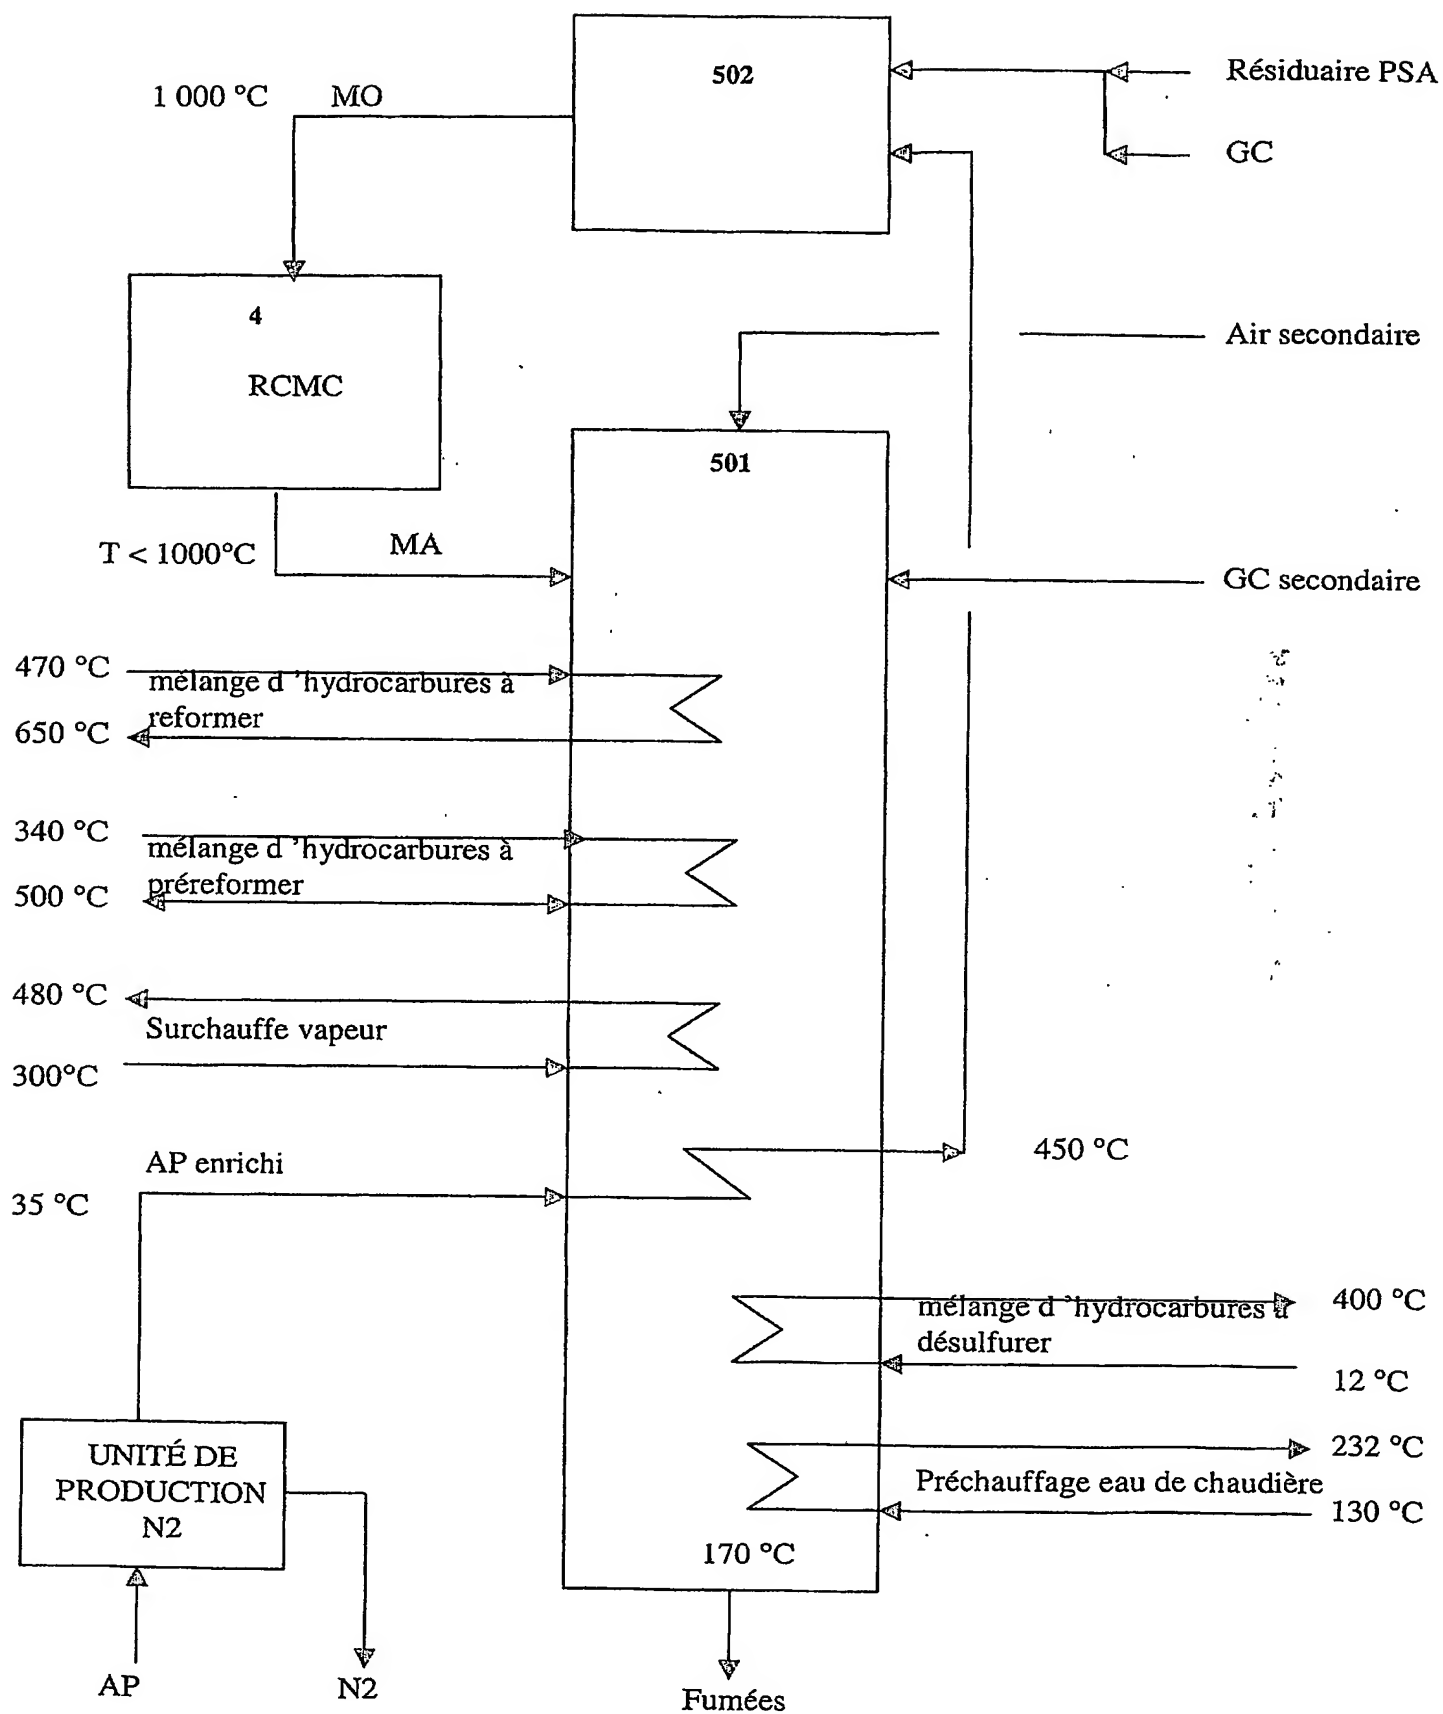 502
Résiduaire PSA
1 000 °C
MO
GC
4
RCMC
Air secondaire
501
T < 1000°C
MA
GC secondaire
470 °C
mélange d 'hydrocarbures à
reformer
650 °C
340 °C
mélange d 'hydrocarbures à
préreformer
500 °C
480 °C
Surchauffe vapeur
300°C
450 °C
AP enrichi
35 °C
400 °C
mélange d 'hydrocarbures à
désulfurer
12 °C
232 °C
Préchauffage eau de chaudière
130 °C
UNITÉ DE
PRODUCTION
N2
170 °C
AP
N2
Fumées